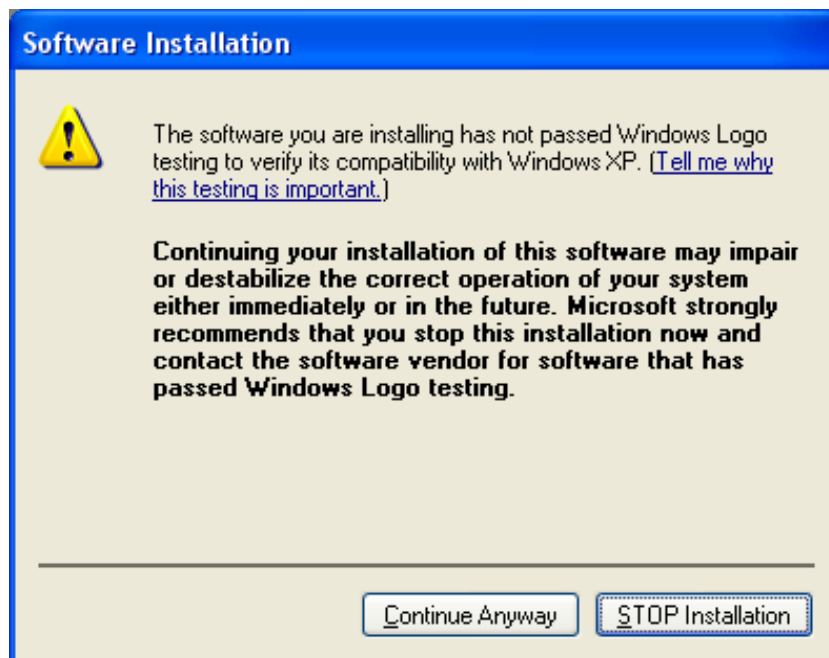 Software Installation
The software you are installing has not passed Windows Logo
testing to verify its compatibility with Windows XP. (Tell me why
this testing is important.)
Continuing your installation of this software may impair
or destabilize the correct operation of your system
either immediately or in the future. Microsoft strongly
recommends that you stop this installation now and
contact the software vendor for software that has
passed Windows Logo testing.
Continue Anyway
STOP Installation